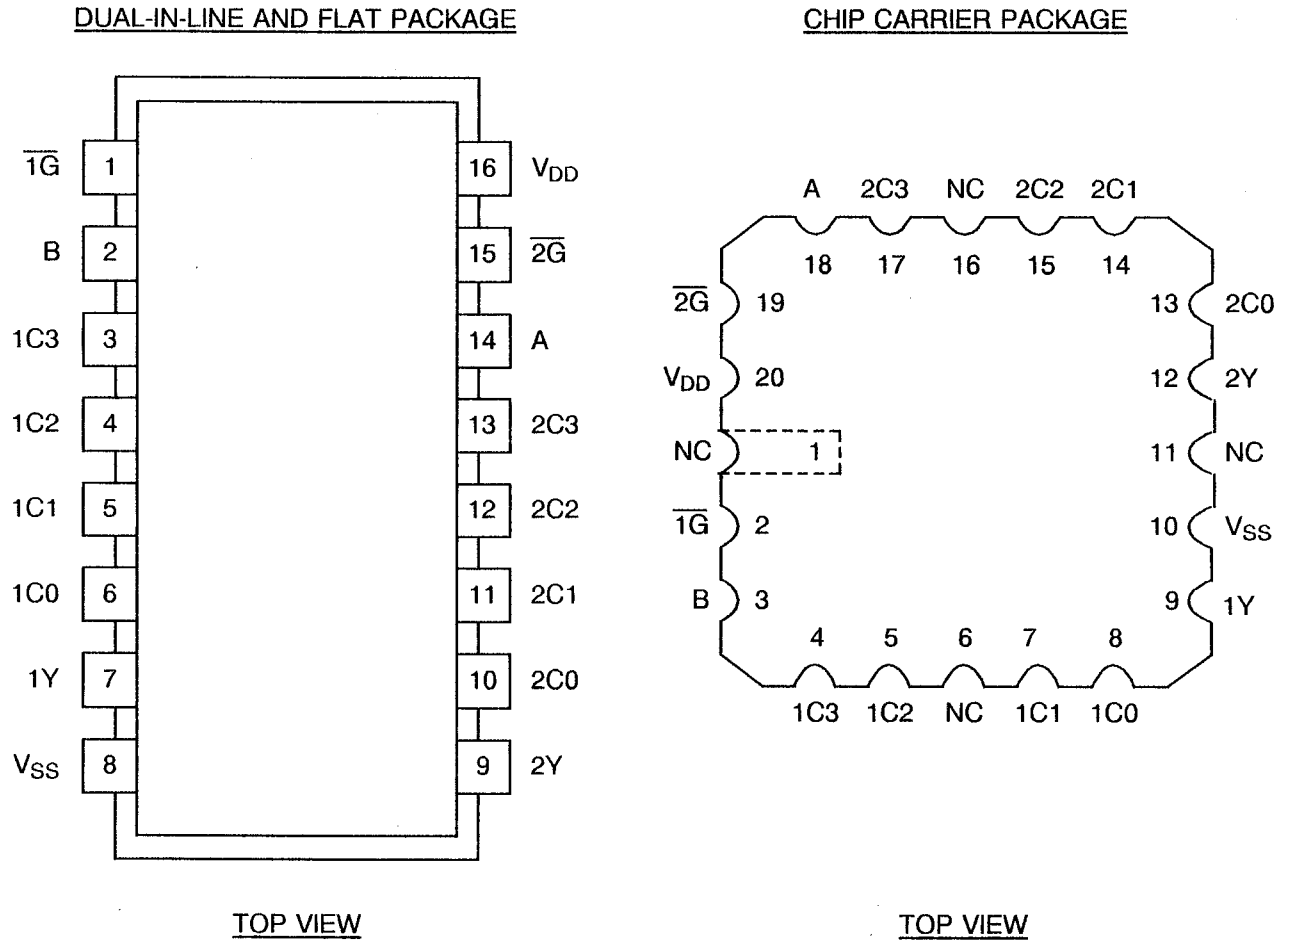 DUAL-IN-LINE AND FLAT PACKAGE
1G 1 16 VDD
B 2 15 2G
1C3 3 14 A
1C2 4 13 2C3
1C1 5 12 2C2
1C0 6 11 2C1
1Y 7 10 2C0
VSS 8 9 2Y
TOP VIEW
CHIP CARRIER PACKAGE
A 2C3 NC 2C2 2C1
18 17 16 15 14
2G 19 13 2C0
VDD 20 12 2Y
NC 1 11 NC
1G 2 10 VSS
B 3 9 1Y
4 5 6 7 8
1C3 1C2 NC 1C1 1C0
TOP VIEW